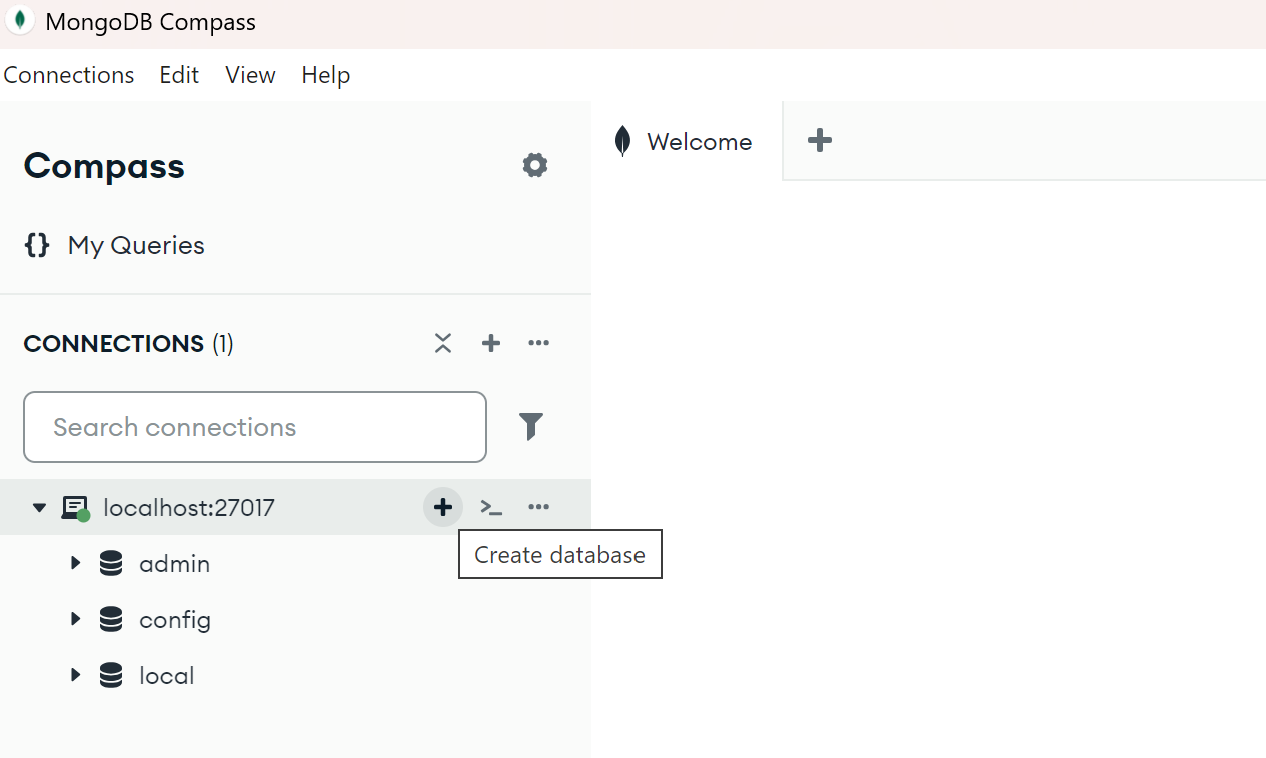 MongoDB Compass
Connections Edit View Help
Compass
Welcome
{} My Queries
CONNECTIONS (1)
Search connections
localhost:27017
Create database
admin
config
local